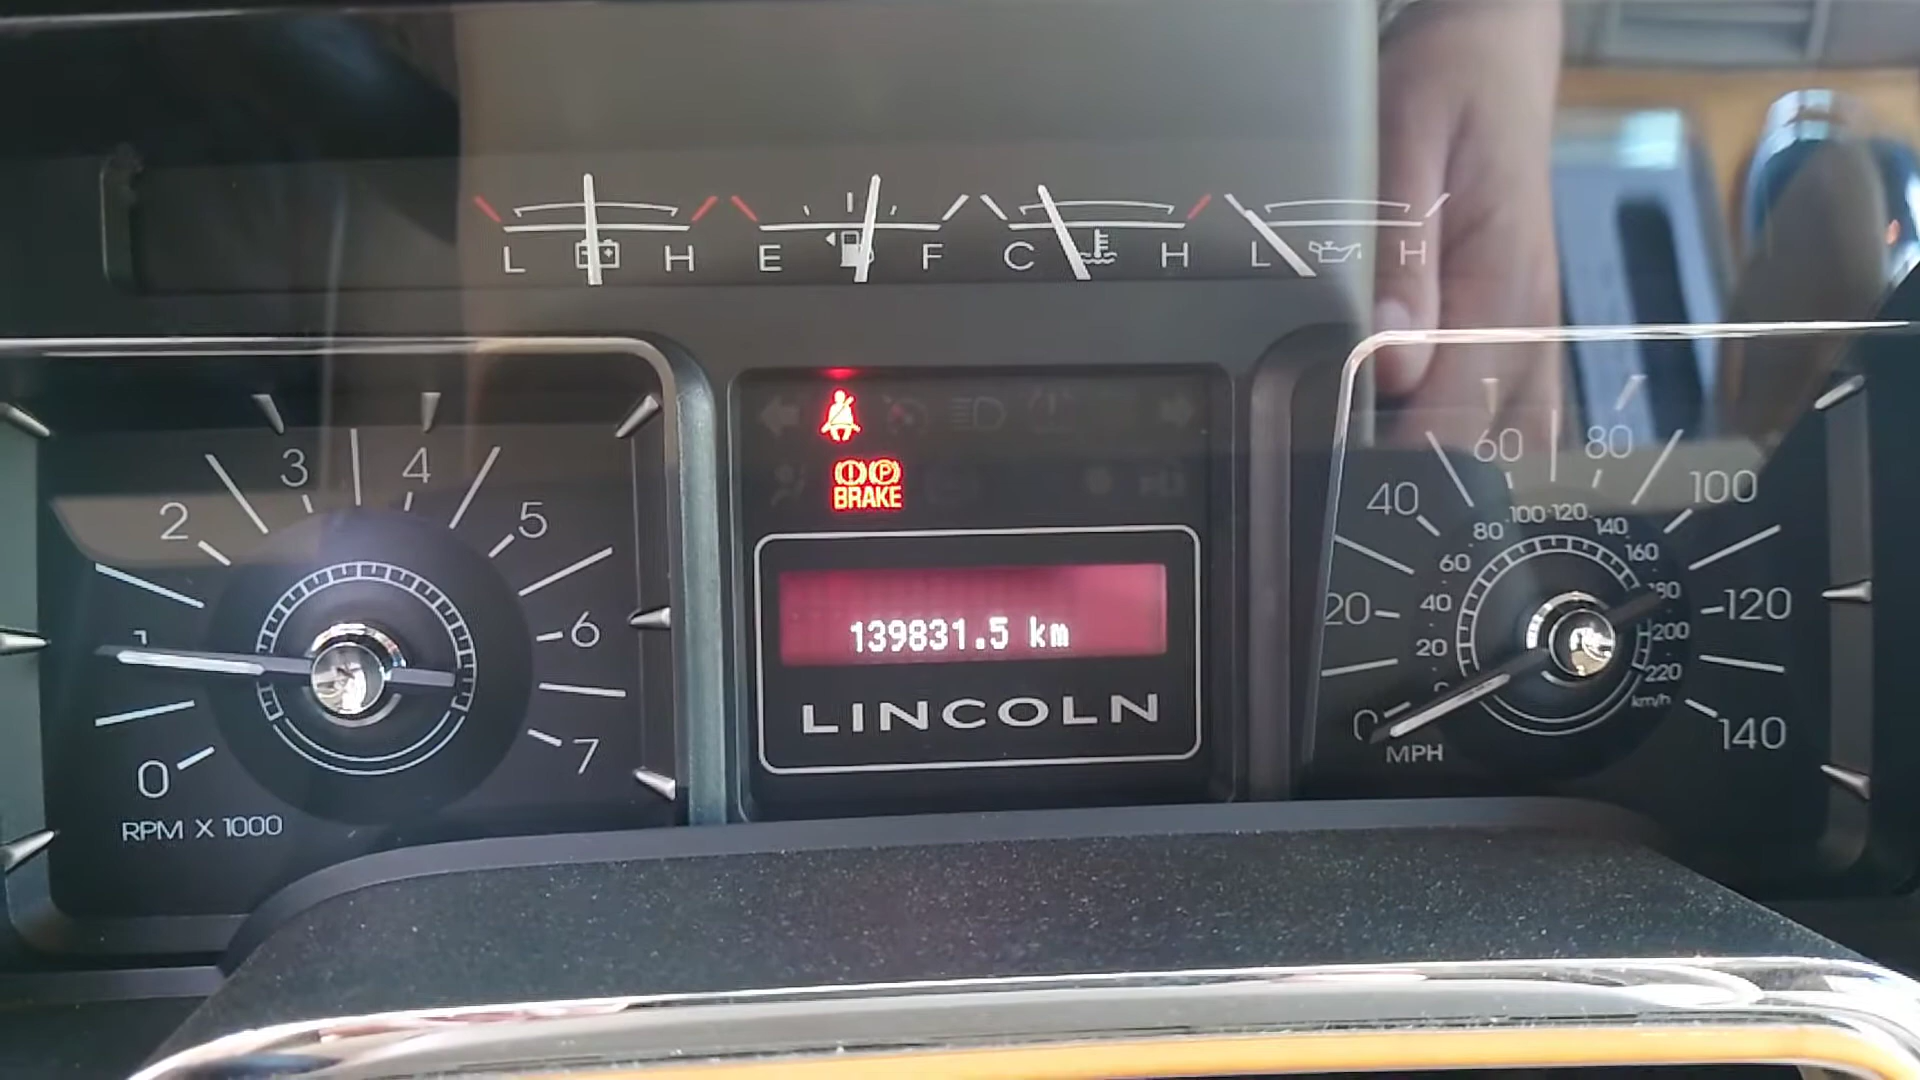 L H E F C H L H
0 1 2 3 4 5 6 7
RPM X 1000
BRAKE
139831.5 km
LINCOLN
0 20 40 60 80 100 120 140
MPH
20 40 60 80 100 120 140 160 180 200 220
km/h